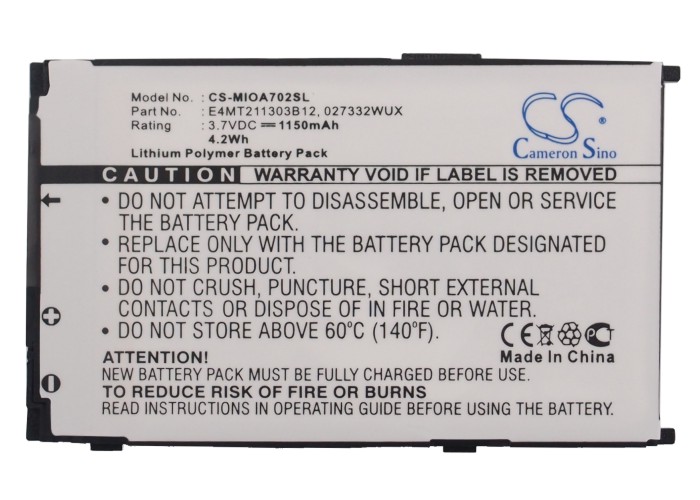 Model No.: CS-MIOA702SL
Part No.: E4MT211303B12, 027332WUX
Rating : 3.7VDC ⎓ 1150mAh
4.2Wh
Lithium Polymer Battery Pack
CS
Cameron Sino
CAUTION WARRANTY VOID IF LABEL IS REMOVED
• DO NOT ATTEMPT TO DISASSEMBLE, OPEN OR SERVICE
THE BATTERY PACK.
• REPLACE ONLY WITH THE BATTERY PACK DESIGNATED
FOR THIS PRODUCT.
• DO NOT CRUSH, PUNCTURE, SHORT EXTERNAL
CONTACTS OR DISPOSE OF IN FIRE OR WATER.
• DO NOT STORE ABOVE 60°C (140°F).
CE
Made In China
ATTENTION!
NEW BATTERY PACK MUST BE FULLY CHARGED BEFORE USE
TO REDUCE RISK OF FIRE OR BURNS
READ INSTRUCTIONS IN OPERATING GUIDE BEFORE USING BATTERY.